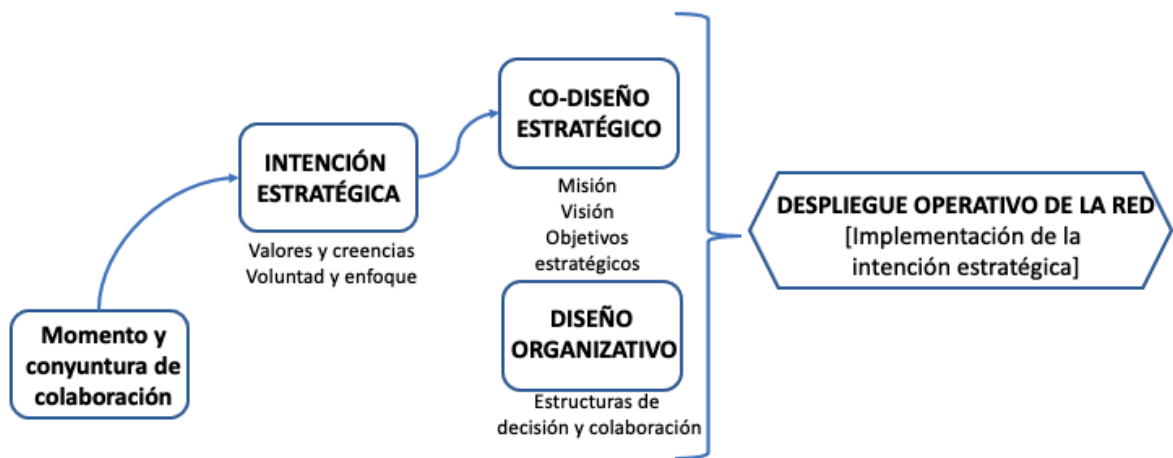 Momento y
conyuntura de
colaboración
INTENCIÓN
ESTRATÉGICA
Valores y creencias
Voluntad y enfoque
CO-DISEÑO
ESTRATÉGICO
Misión
Visión
Objetivos
estratégicos
DISEÑO
ORGANIZATIVO
Estructuras de
decisión y colaboración
DESPLIEGUE OPERATIVO DE LA RED
[Implementación de la
intención estratégica]